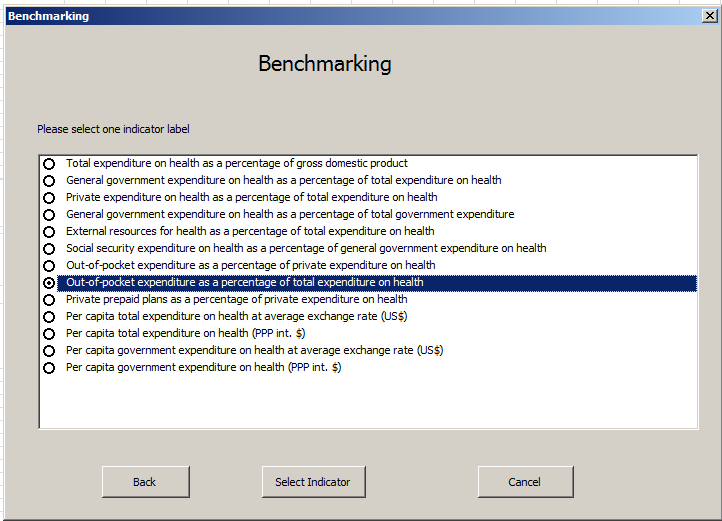 Benchmarking
Benchmarking
Please select one indicator label
Total expenditure on health as a percentage of gross domestic product
General government expenditure on health as a percentage of total expenditure on health
Private expenditure on health as a percentage of total expenditure on health
General government expenditure on health as a percentage of total government expenditure
External resources for health as a percentage of total expenditure on health
Social security expenditure on health as a percentage of general government expenditure on health
Out-of-pocket expenditure as a percentage of private expenditure on health
Out-of-pocket expenditure as a percentage of total expenditure on health
Private prepaid plans as a percentage of private expenditure on health
Per capita total expenditure on health at average exchange rate (US$)
Per capita total expenditure on health (PPP int. $)
Per capita government expenditure on health at average exchange rate (US$)
Per capita government expenditure on health (PPP int. $)
Back Select Indicator Cancel